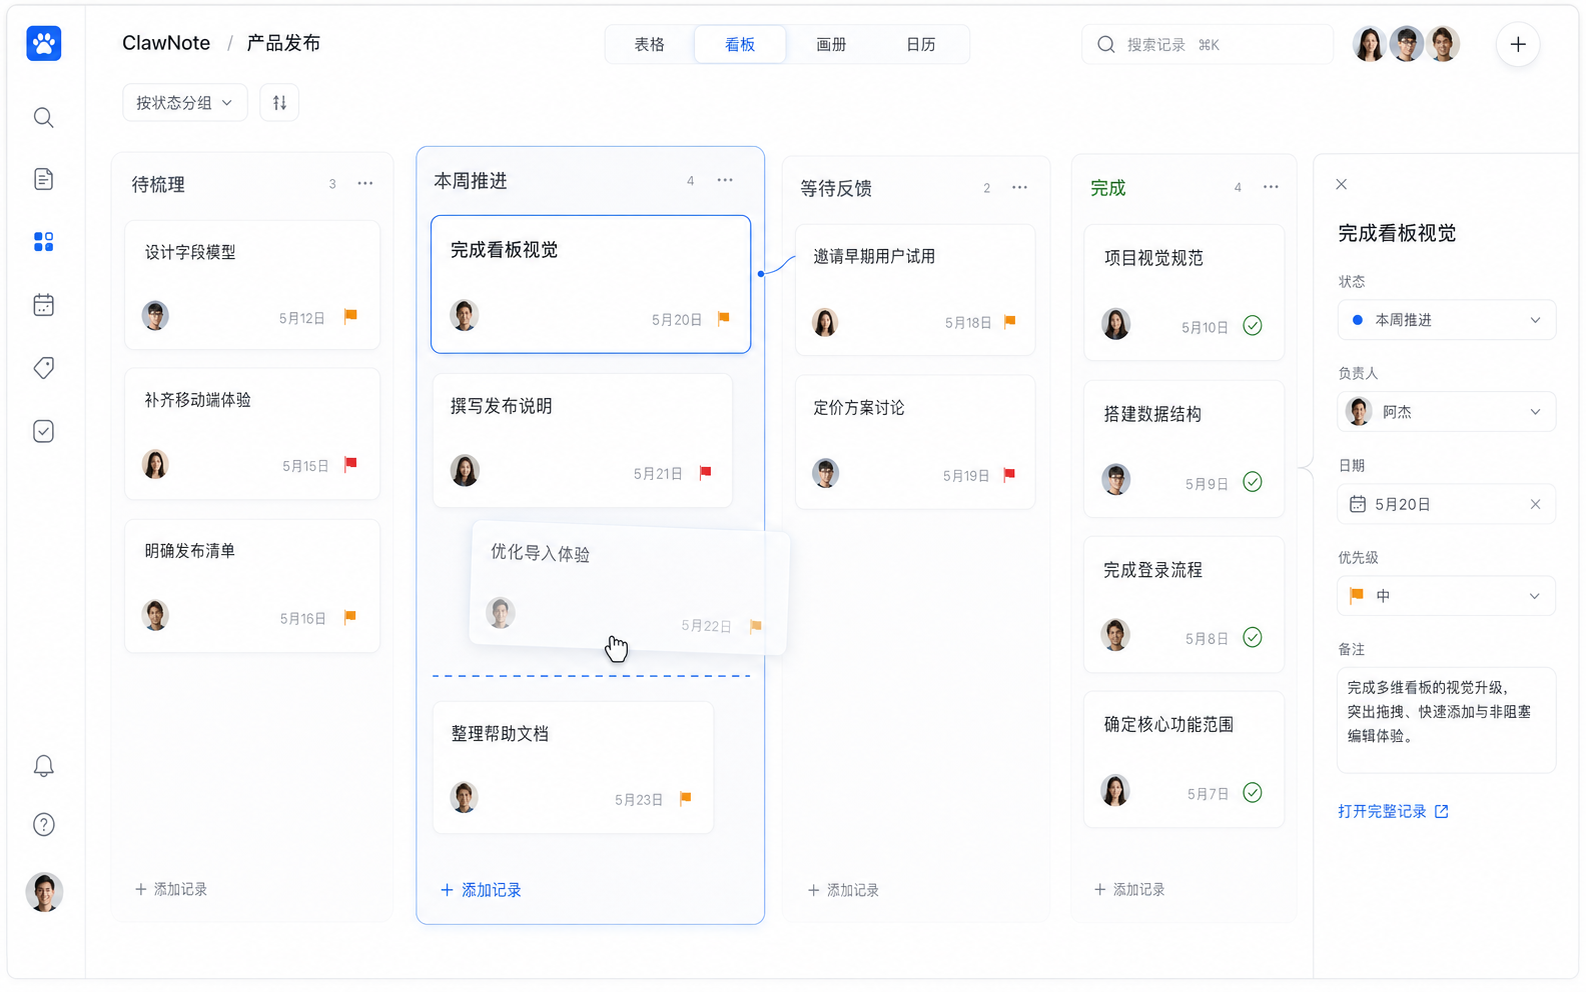 ClawNote / 产品发布
表格
看板
画册
日历
搜索记录 ⌘K
按状态分组
待梳理 3
设计字段模型
5月12日
补齐移动端体验
5月15日
明确发布清单
5月16日
+ 添加记录
本周推进 4
完成看板视觉
5月20日
撰写发布说明
5月21日
优化导入体验
5月22日
整理帮助文档
5月23日
+ 添加记录
等待反馈 2
邀请早期用户试用
5月18日
定价方案讨论
5月19日
+ 添加记录
完成 4
项目视觉规范
5月10日
搭建数据结构
5月9日
完成登录流程
5月8日
确定核心功能范围
5月7日
+ 添加记录
完成看板视觉
状态
本周推进
负责人
阿杰
日期
5月20日
优先级
中
备注
完成多维看板的视觉升级，
突出拖拽、快速添加与非阻塞
编辑体验。
打开完整记录